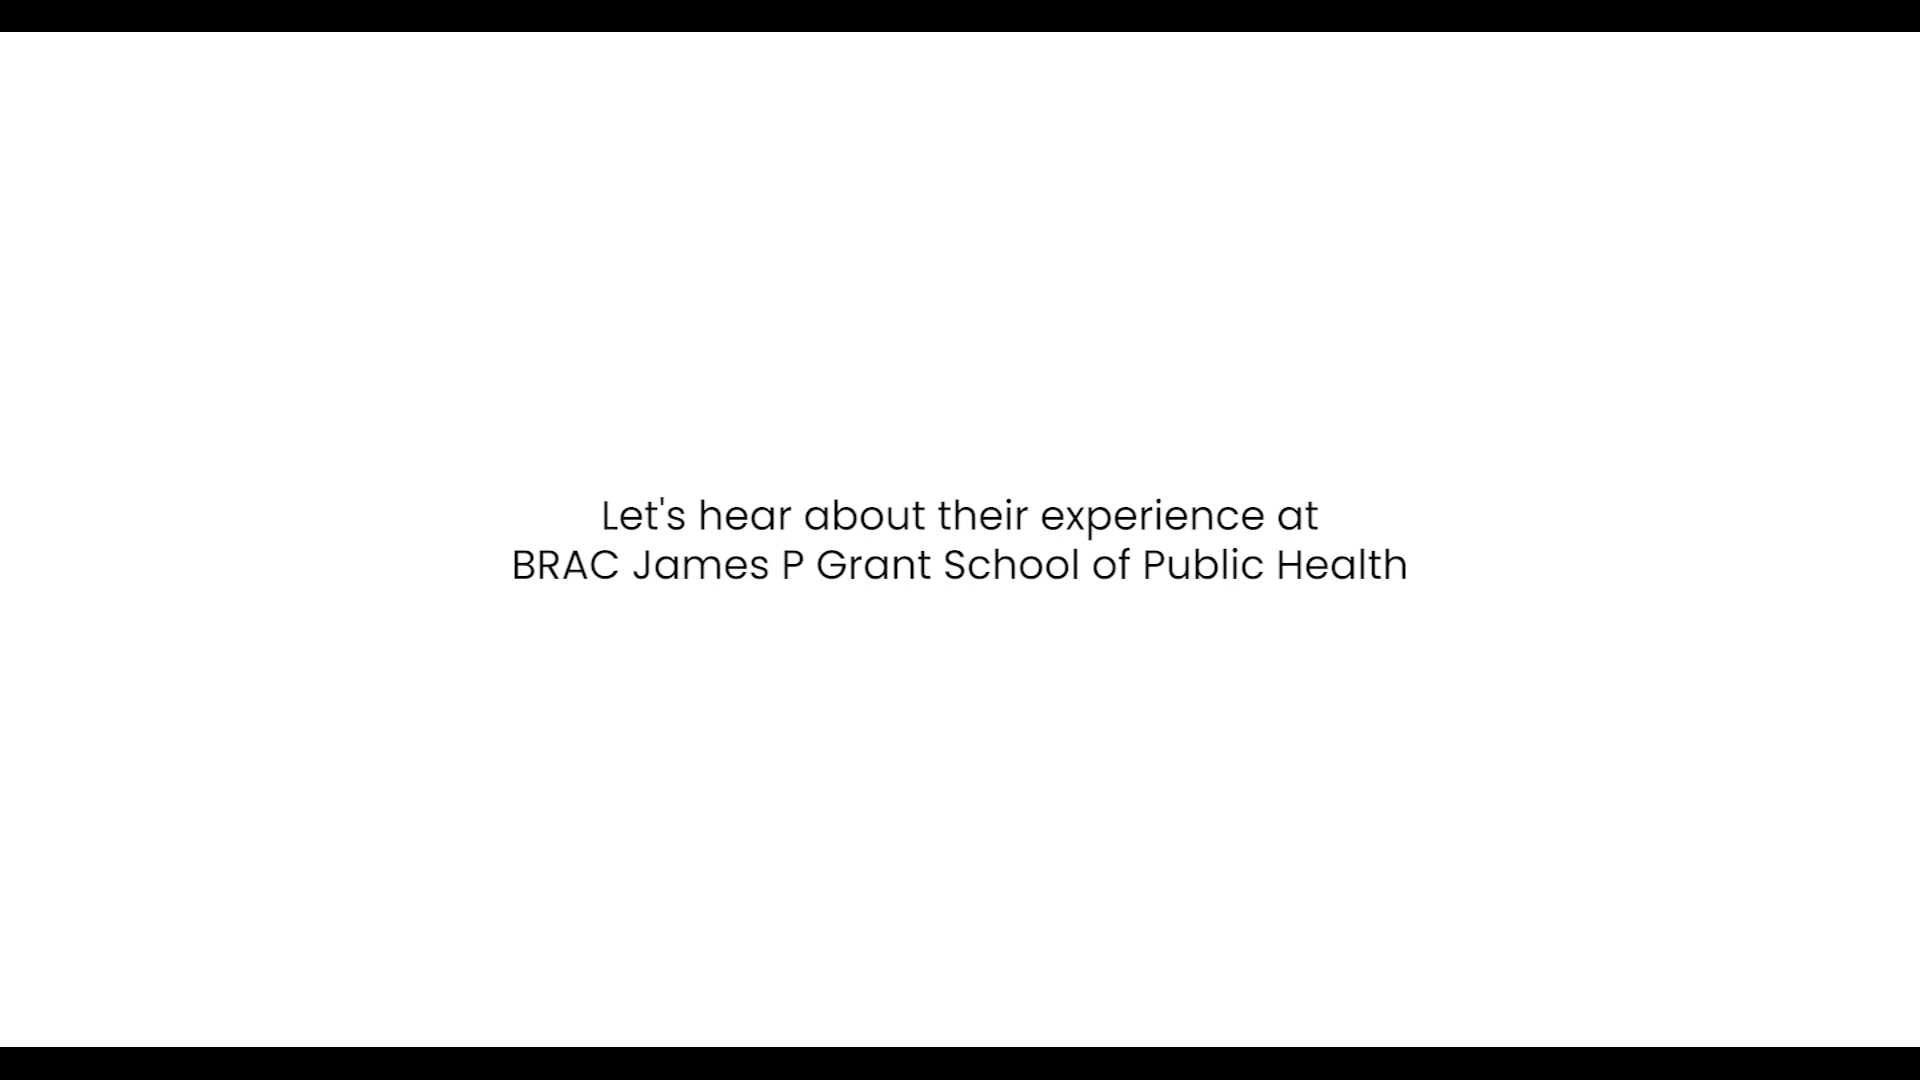 Let's hear about their experience at
BRAC James P Grant School of Public Health